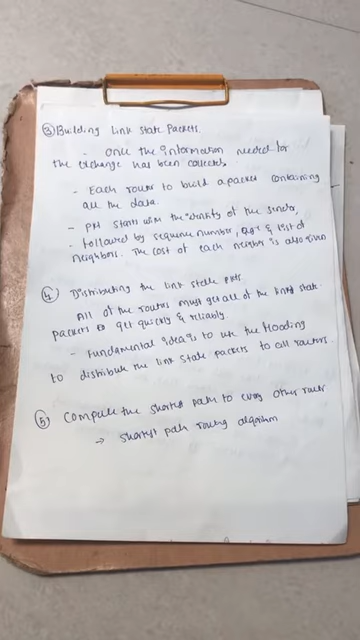 ③ Building Link State Packets
- Once the information needed for
the exchange has been collected
- Each router to build a packet containing
all the data.
- Pkt starts with the identity of the sender,
- followed by sequence number, age & list of
neighbors. The cost of each neighbor is also given
④ Distributing the link state pkts.
All of the routers must get all of the link state
packets to get quickly & reliably.
- Fundamental idea is to use the flooding
to distribute the link state packets to all routers.
⑤ Compute the shortest path to every other router
→ shortest path routing algorithm